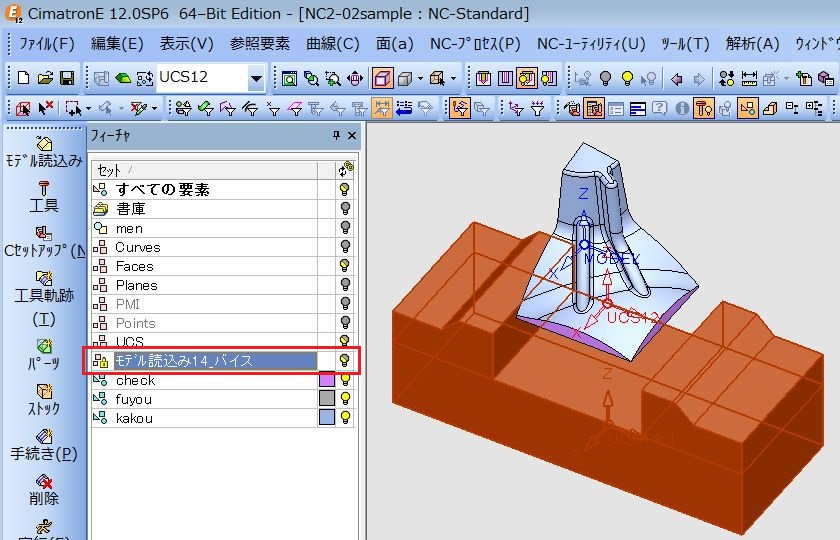 CimatronE 12.0SP6 64-Bit Edition - [NC2-02sample : NC-Standard]
ﾌｧｲﾙ(F) 編集(E) 表示(V) 参照要素 曲線(C) 面(a) NC-ﾌﾟﾛｾｽ(P) NC-ﾕｰﾃｨﾘﾃｨ(U) ﾂｰﾙ(T) 解析(A) ｳｨﾝﾄﾞｳ
UCS12
フィーチャ
モデル読込み
工具
Cｾｯﾄｱｯﾌﾟ(N
工具軌跡
(I)
ﾊﾟｰﾂ
ｽﾄｯｸ
手続き(P)
削除
セット
すべての要素
書庫
men
Curves
Faces
Planes
PMI
Points
UCS
ﾓﾃﾞﾙ読込み14_バイス
check
fuyou
kakou
Z
MODEL
X
Z
UCS12
X
Z
X